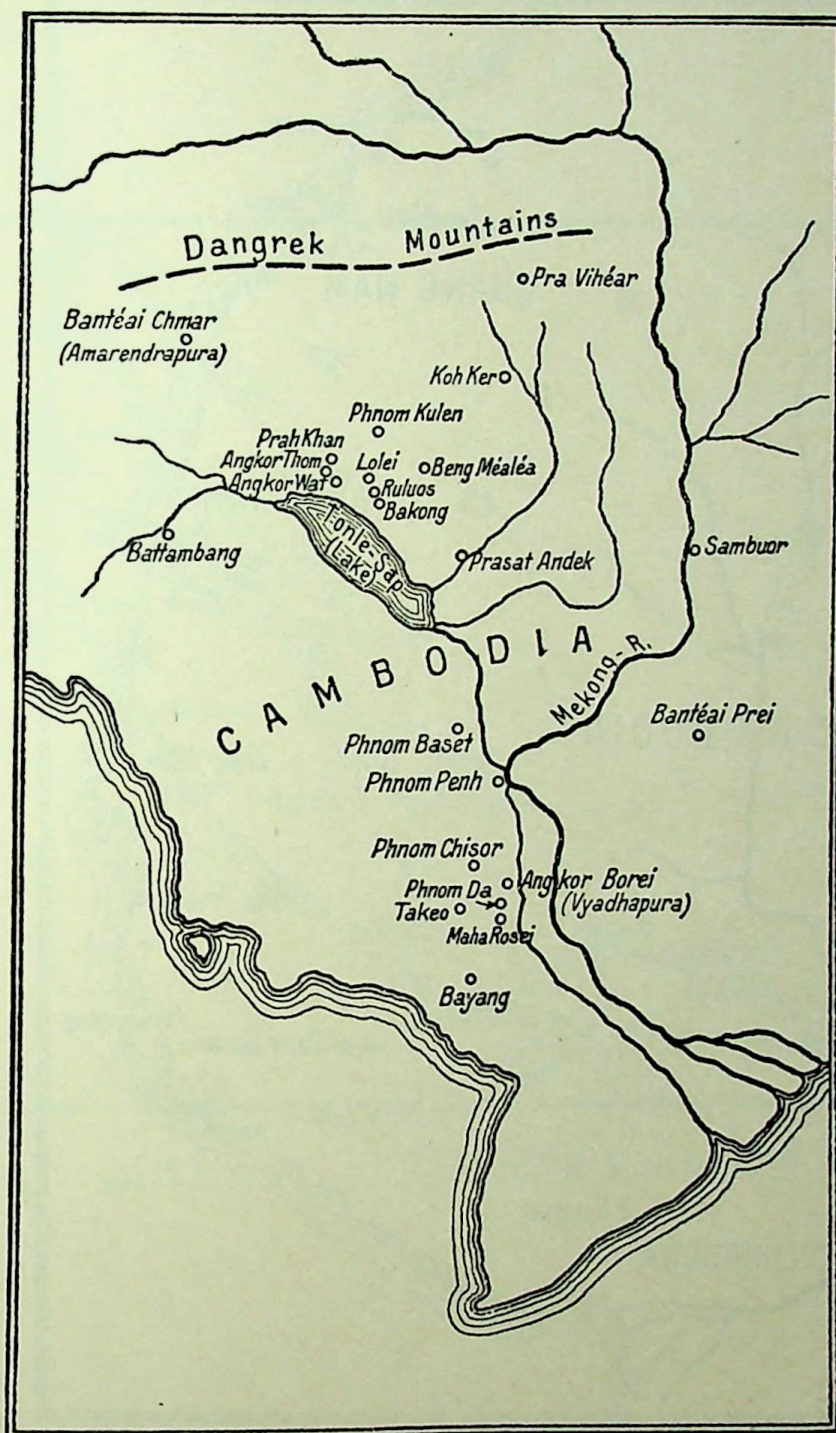 Dangrek Mountains
Pra Vihéar
Bantéai Chmar
(Amarendrapura)
Koh Ker
Phnom Kulen
Prah Khan
Angkor Thom
Lolei
Beng Méaléa
Angkor Wat
Ruluos
Bakong
Tonle-Sap
(Lake)
Battambang
Prasat Andek
Sambuor
CAMBODIA
Mekong-R.
Bantéai Prei
Phnom Baset
Phnom Penh
Phnom Chisor
Angkor Borei
(Vyadhapura)
Phnom Da
Takeo
Maha Rosei
Bayang